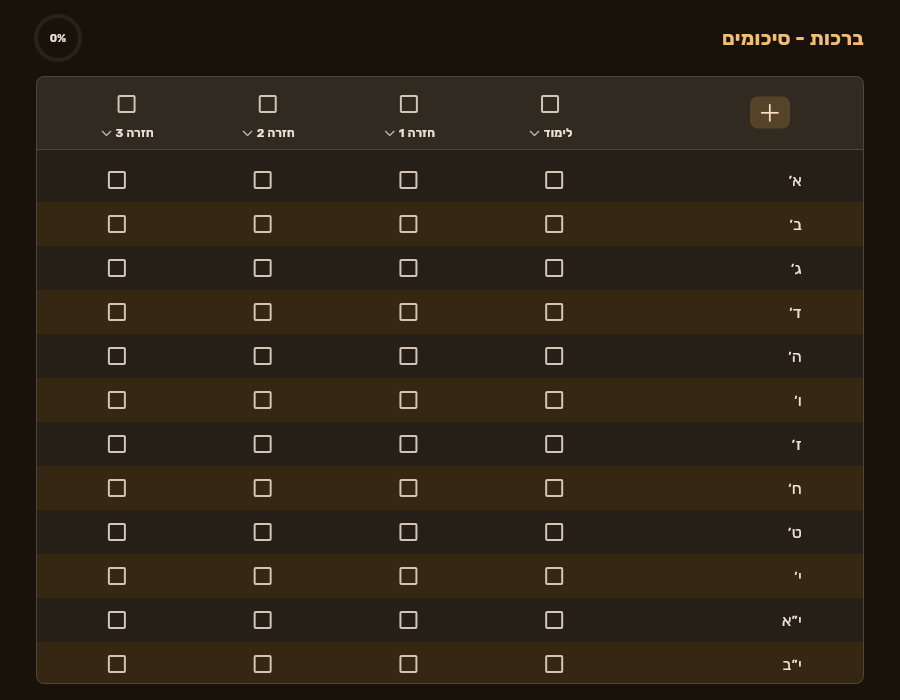 ברכות - סיכומים
0%
לימוד חזרה 1 חזרה 2 חזרה 3
א׳
ב׳
ג׳
ד׳
ה׳
ו׳
ז׳
ח׳
ט׳
י׳
י״א
י״ב